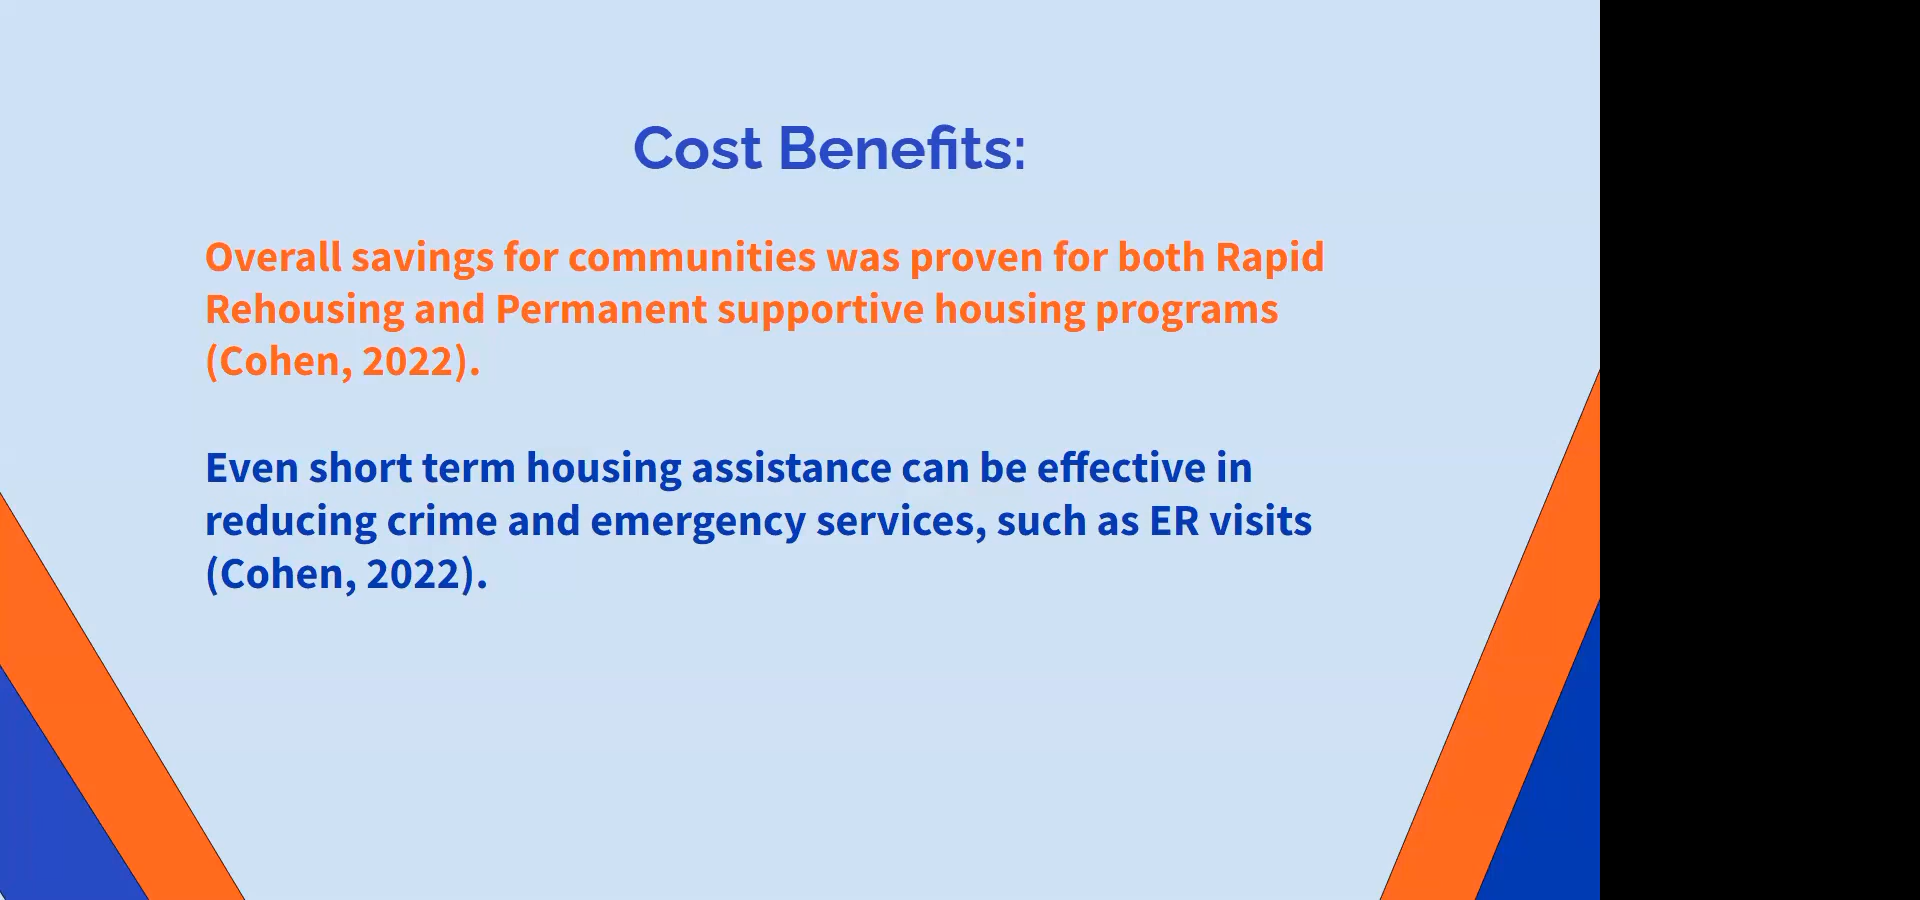 Cost Benefits:
Overall savings for communities was proven for both Rapid
Rehousing and Permanent supportive housing programs
(Cohen, 2022).
Even short term housing assistance can be effective in
reducing crime and emergency services, such as ER visits
(Cohen, 2022).